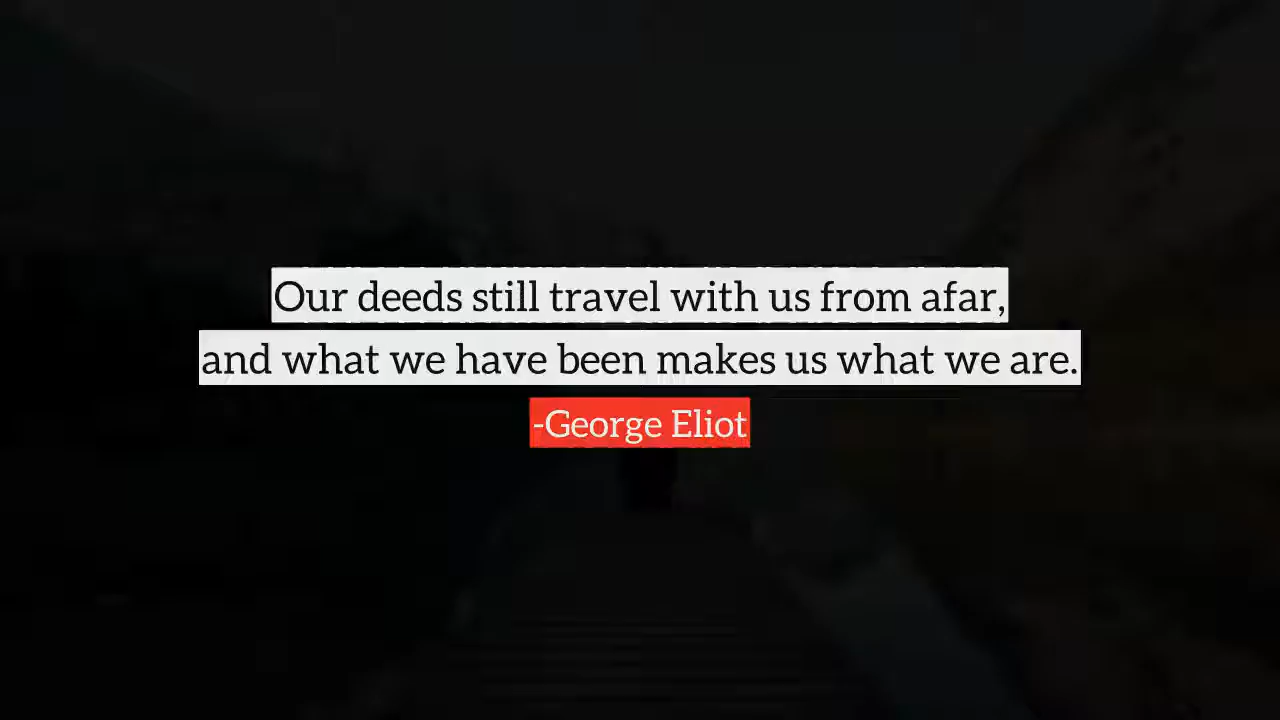 Our deeds still travel with us from afar,
and what we have been makes us what we are.
-George Eliot